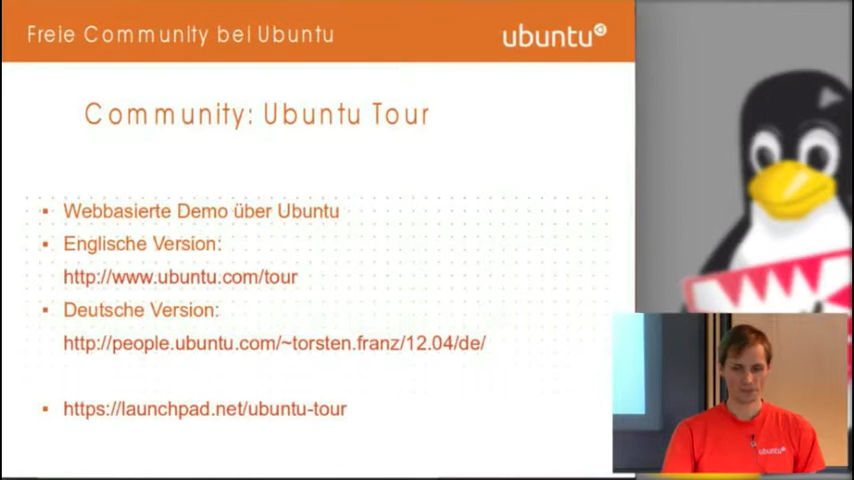 Freie Community bei Ubuntu
ubuntu
Community: Ubuntu Tour
Webbasierte Demo über Ubuntu
Englische Version:
http://www.ubuntu.com/tour
Deutsche Version:
http://people.ubuntu.com/~torsten.franz/12.04/de/
https://launchpad.net/ubuntu-tour
ubuntu